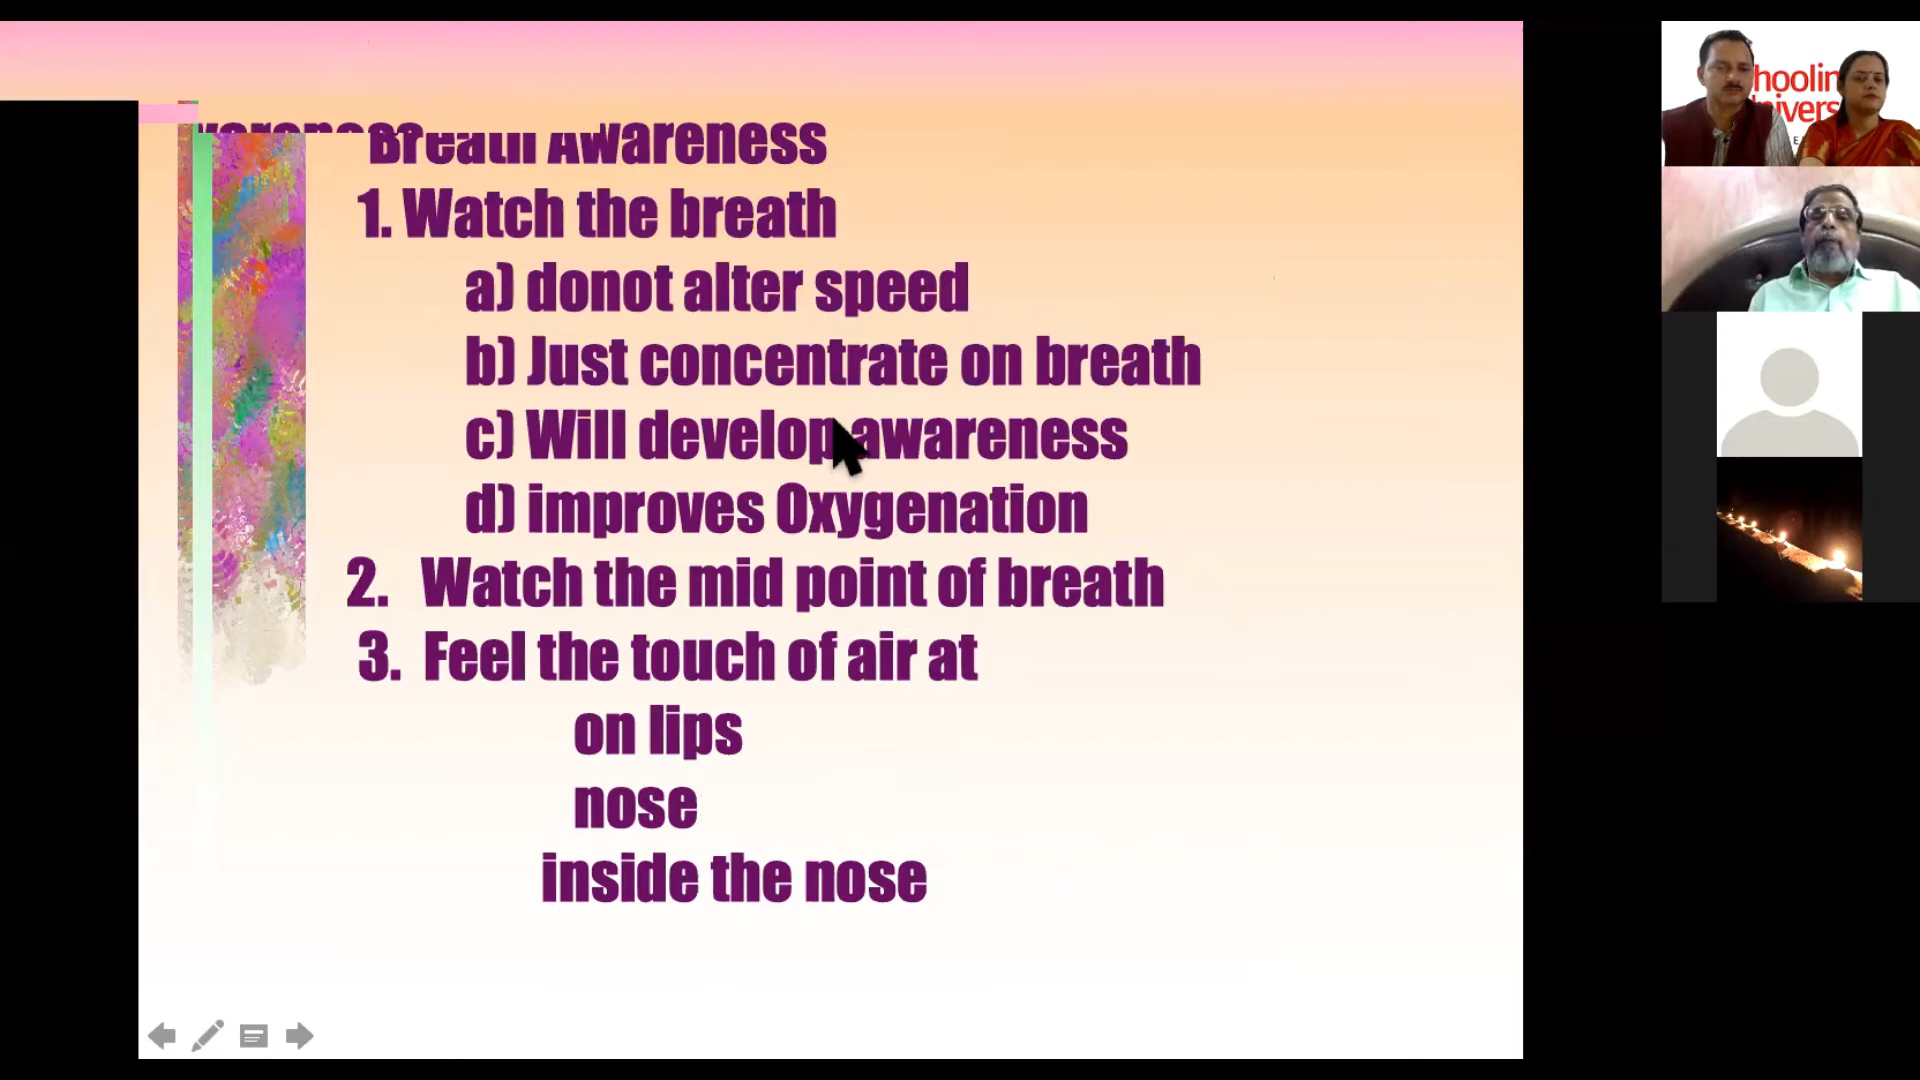 Breath Awareness
1. Watch the breath
a) donot alter speed
b) Just concentrate on breath
c) Will develop awareness
d) improves Oxygenation
2. Watch the mid point of breath
3. Feel the touch of air at
on lips
nose
inside the nose
hoolin
nivers